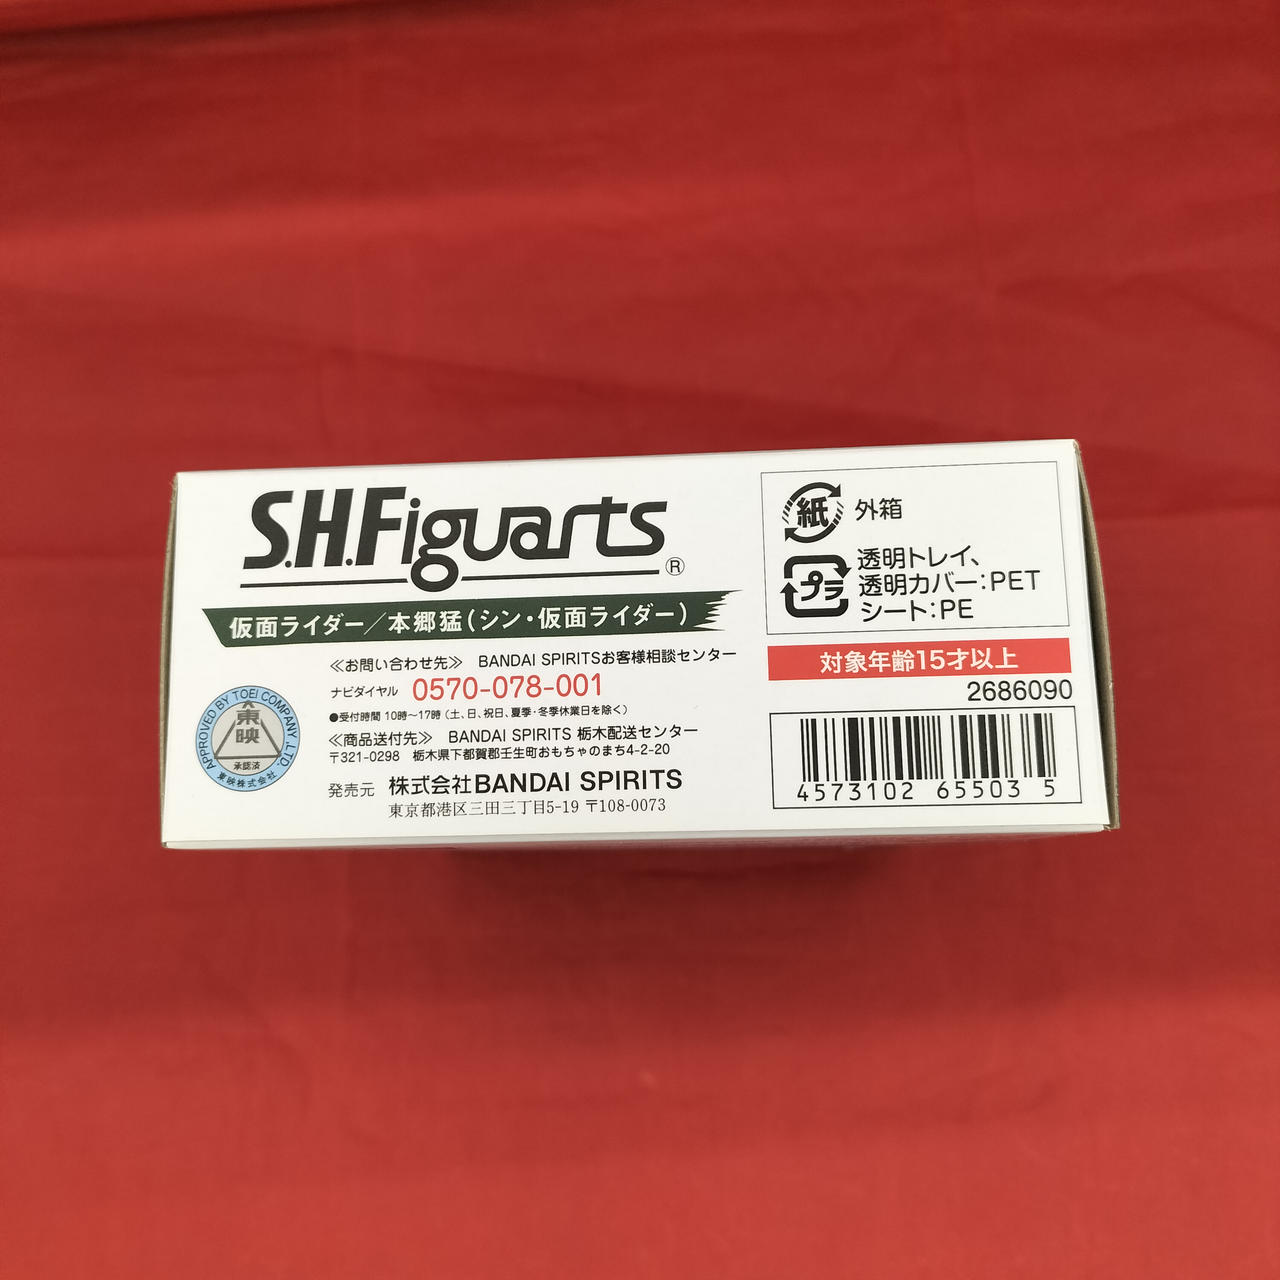 S.H.Figuarts
®
仮面ライダー/本郷猛(シン・仮面ライダー)
≪お問い合わせ先≫ BANDAI SPIRITSお客様相談センター
ナビダイヤル 0570-078-001
●受付時間 10時～17時(土、日、祝日、夏季・冬季休業日を除く)
≪商品送付先≫ BANDAI SPIRITS 栃木配送センター
〒321-0298 栃木県下都賀郡壬生町おもちゃのまち4-2-20
発売元 株式会社BANDAI SPIRITS
東京都港区三田三丁目5-19 〒108-0073
APPROVED BY TOEI COMPANY, LTD.
東映
承認済
東映株式会社
紙 外箱
プラ 透明トレイ、
透明カバー:PET
シート:PE
対象年齢15才以上
2686090
4573102 65503 5